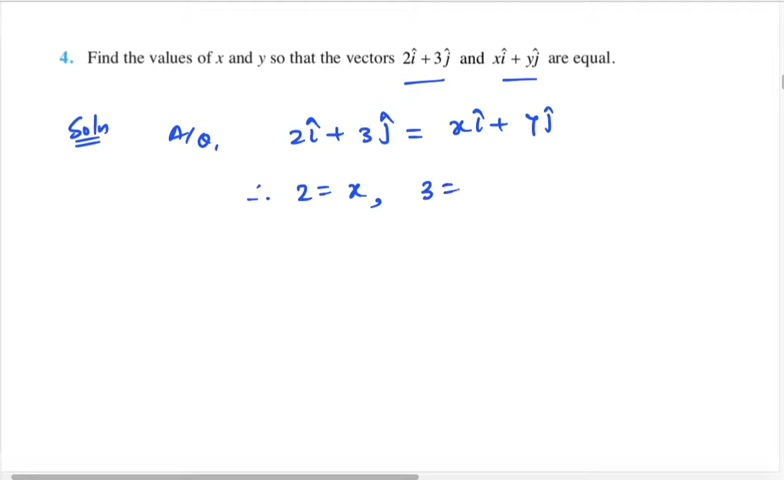 4. Find the values of x and y so that the vectors 2î + 3ĵ and xî + yĵ are equal.
Soln A/Q, 2î + 3ĵ = xî + yĵ
∴ 2 = x, 3 =